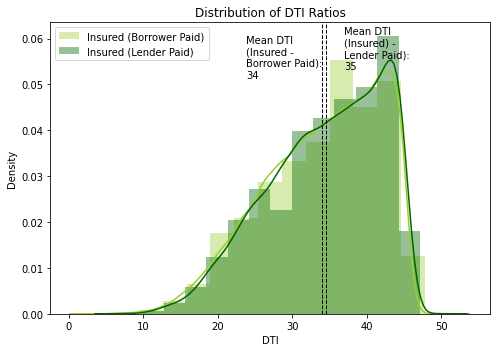 Distribution of DTI Ratios
Insured (Borrower Paid)
Insured (Lender Paid)
Mean DTI
(Insured -
Borrower Paid):
34
Mean DTI
(Insured) -
Lender Paid):
35
Density
0.06
0.05
0.04
0.03
0.02
0.01
0.00
0
10
20
30
40
50
DTI